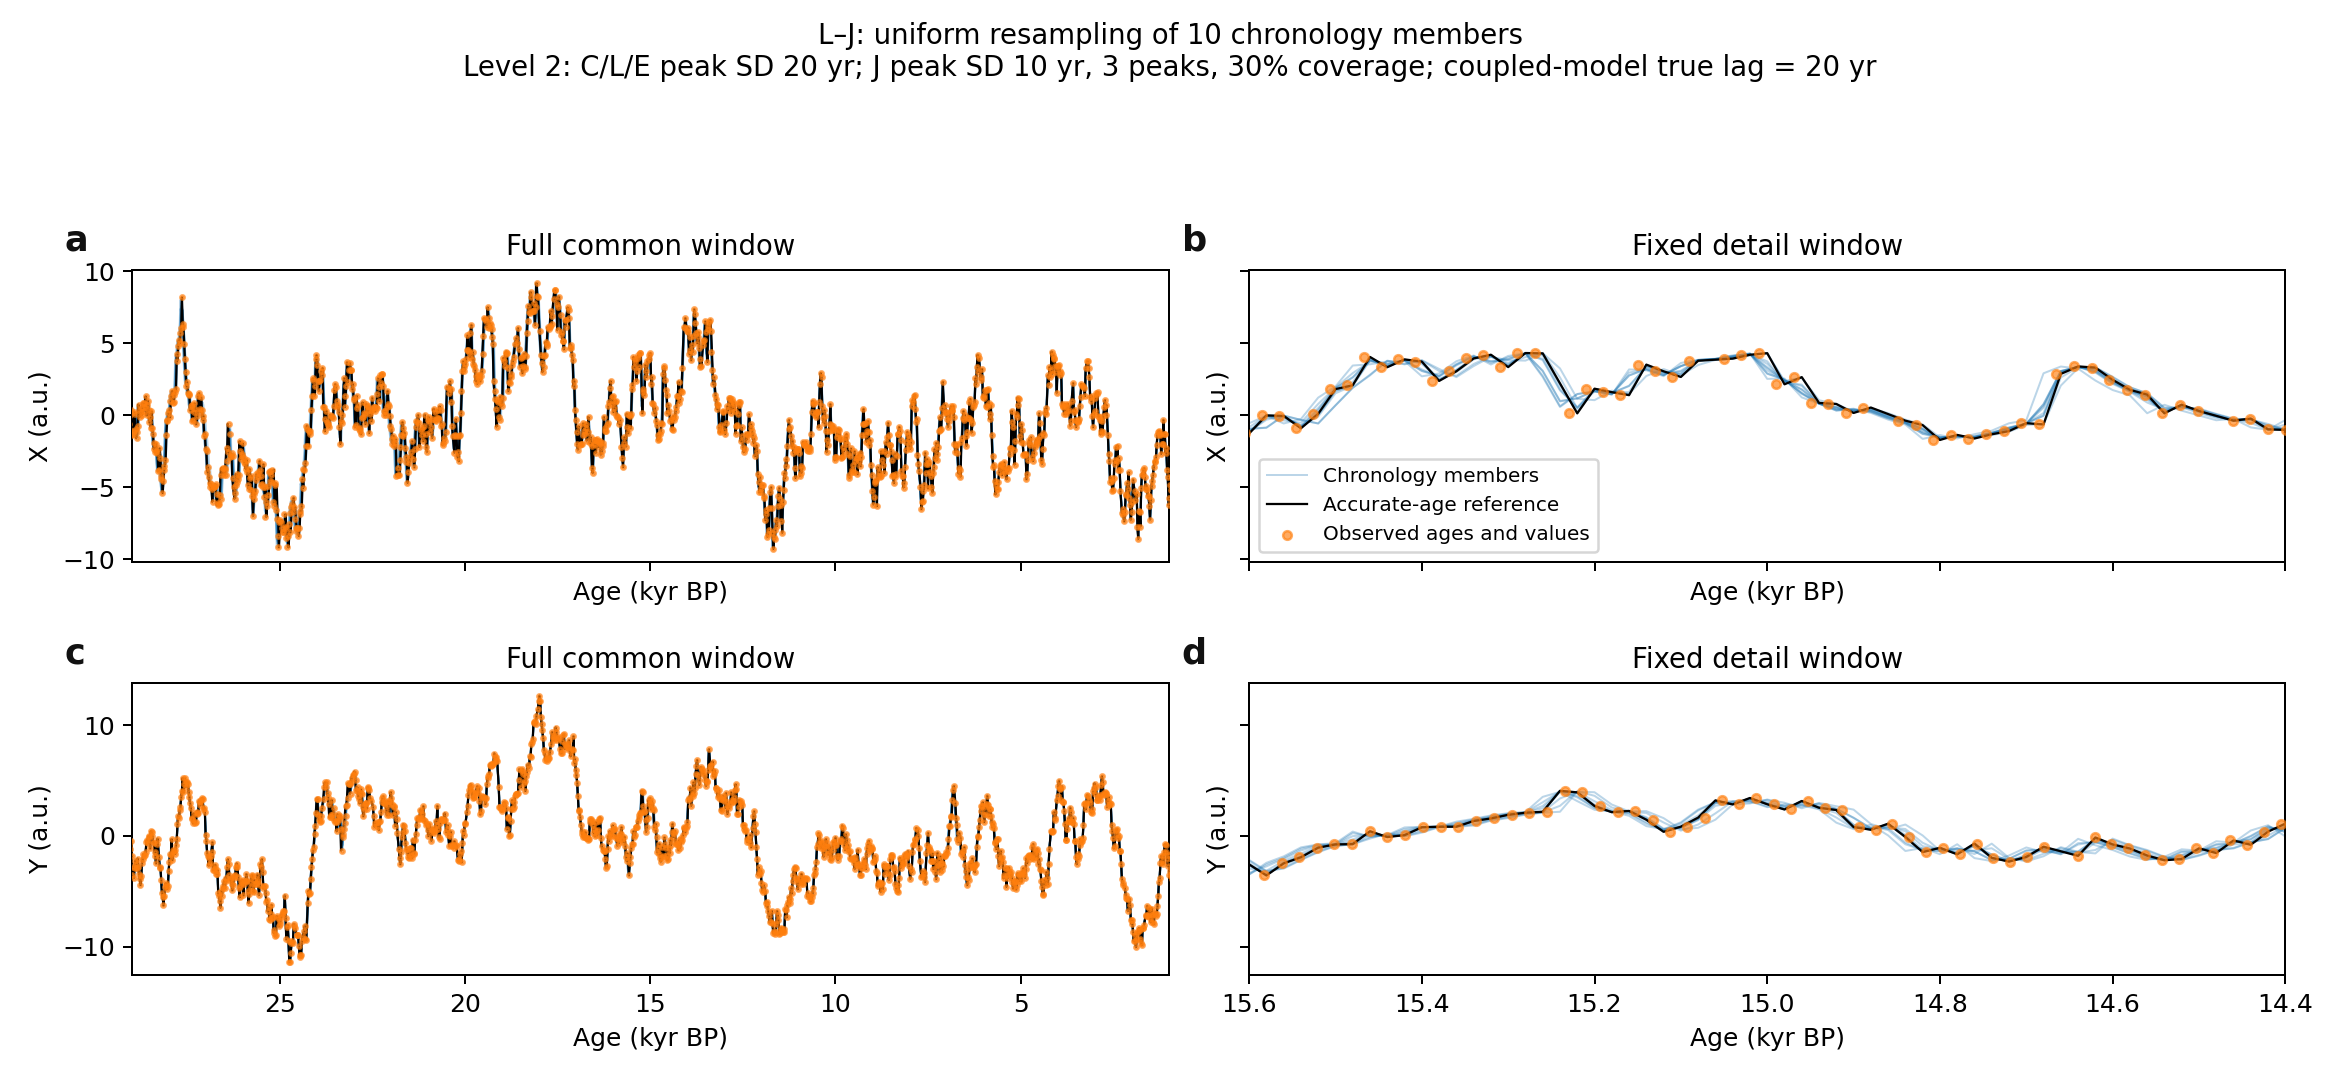 L–J: uniform resampling of 10 chronology members
Level 2: C/L/E peak SD 20 yr; J peak SD 10 yr, 3 peaks, 30% coverage; coupled-model true lag = 20 yr
a
Full common window
10
5
0
−5
−10
X (a.u.)
Age (kyr BP)
b
Fixed detail window
X (a.u.)
Chronology members
Accurate-age reference
Observed ages and values
Age (kyr BP)
c
Full common window
10
0
−10
Y (a.u.)
25 20 15 10 5
Age (kyr BP)
d
Fixed detail window
Y (a.u.)
15.6 15.4 15.2 15.0 14.8 14.6 14.4
Age (kyr BP)